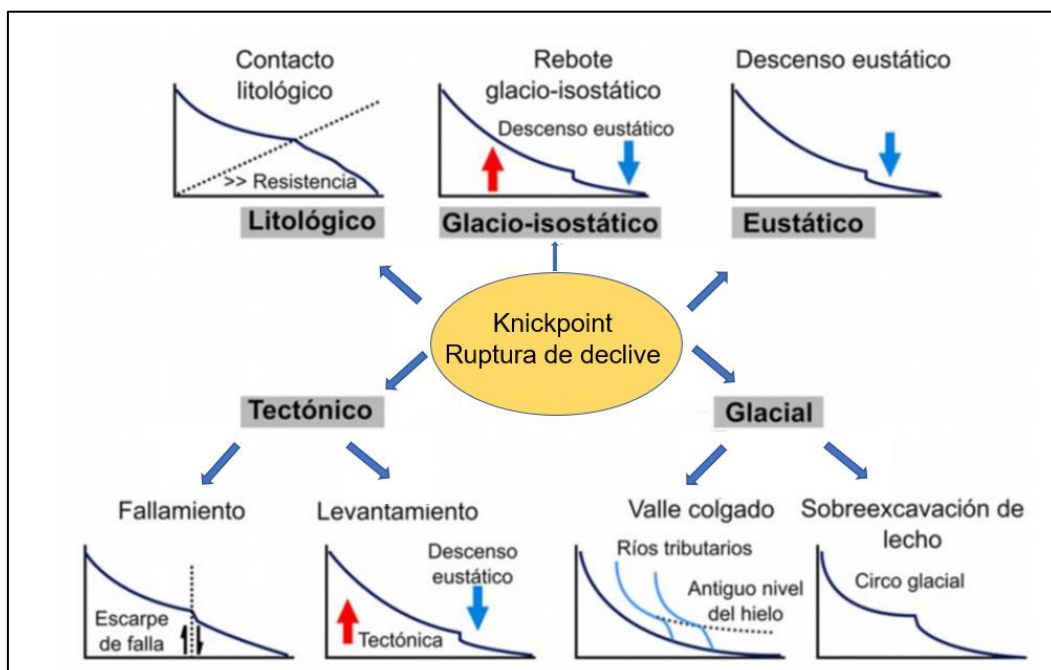 Contacto
litológico
>> Resistencia
Litológico
Rebote
glacio-isostático
Descenso eustático
Glacio-isostático
Descenso eustático
Eustático
Knickpoint
Ruptura de declive
Tectónico
Glacial
Fallamiento
Escarpe
de falla
Levantamiento
Descenso
eustático
Tectónica
Valle colgado
Ríos tributarios
Antiguo nivel
del hielo
Sobreexcavación de
lecho
Circo glacial